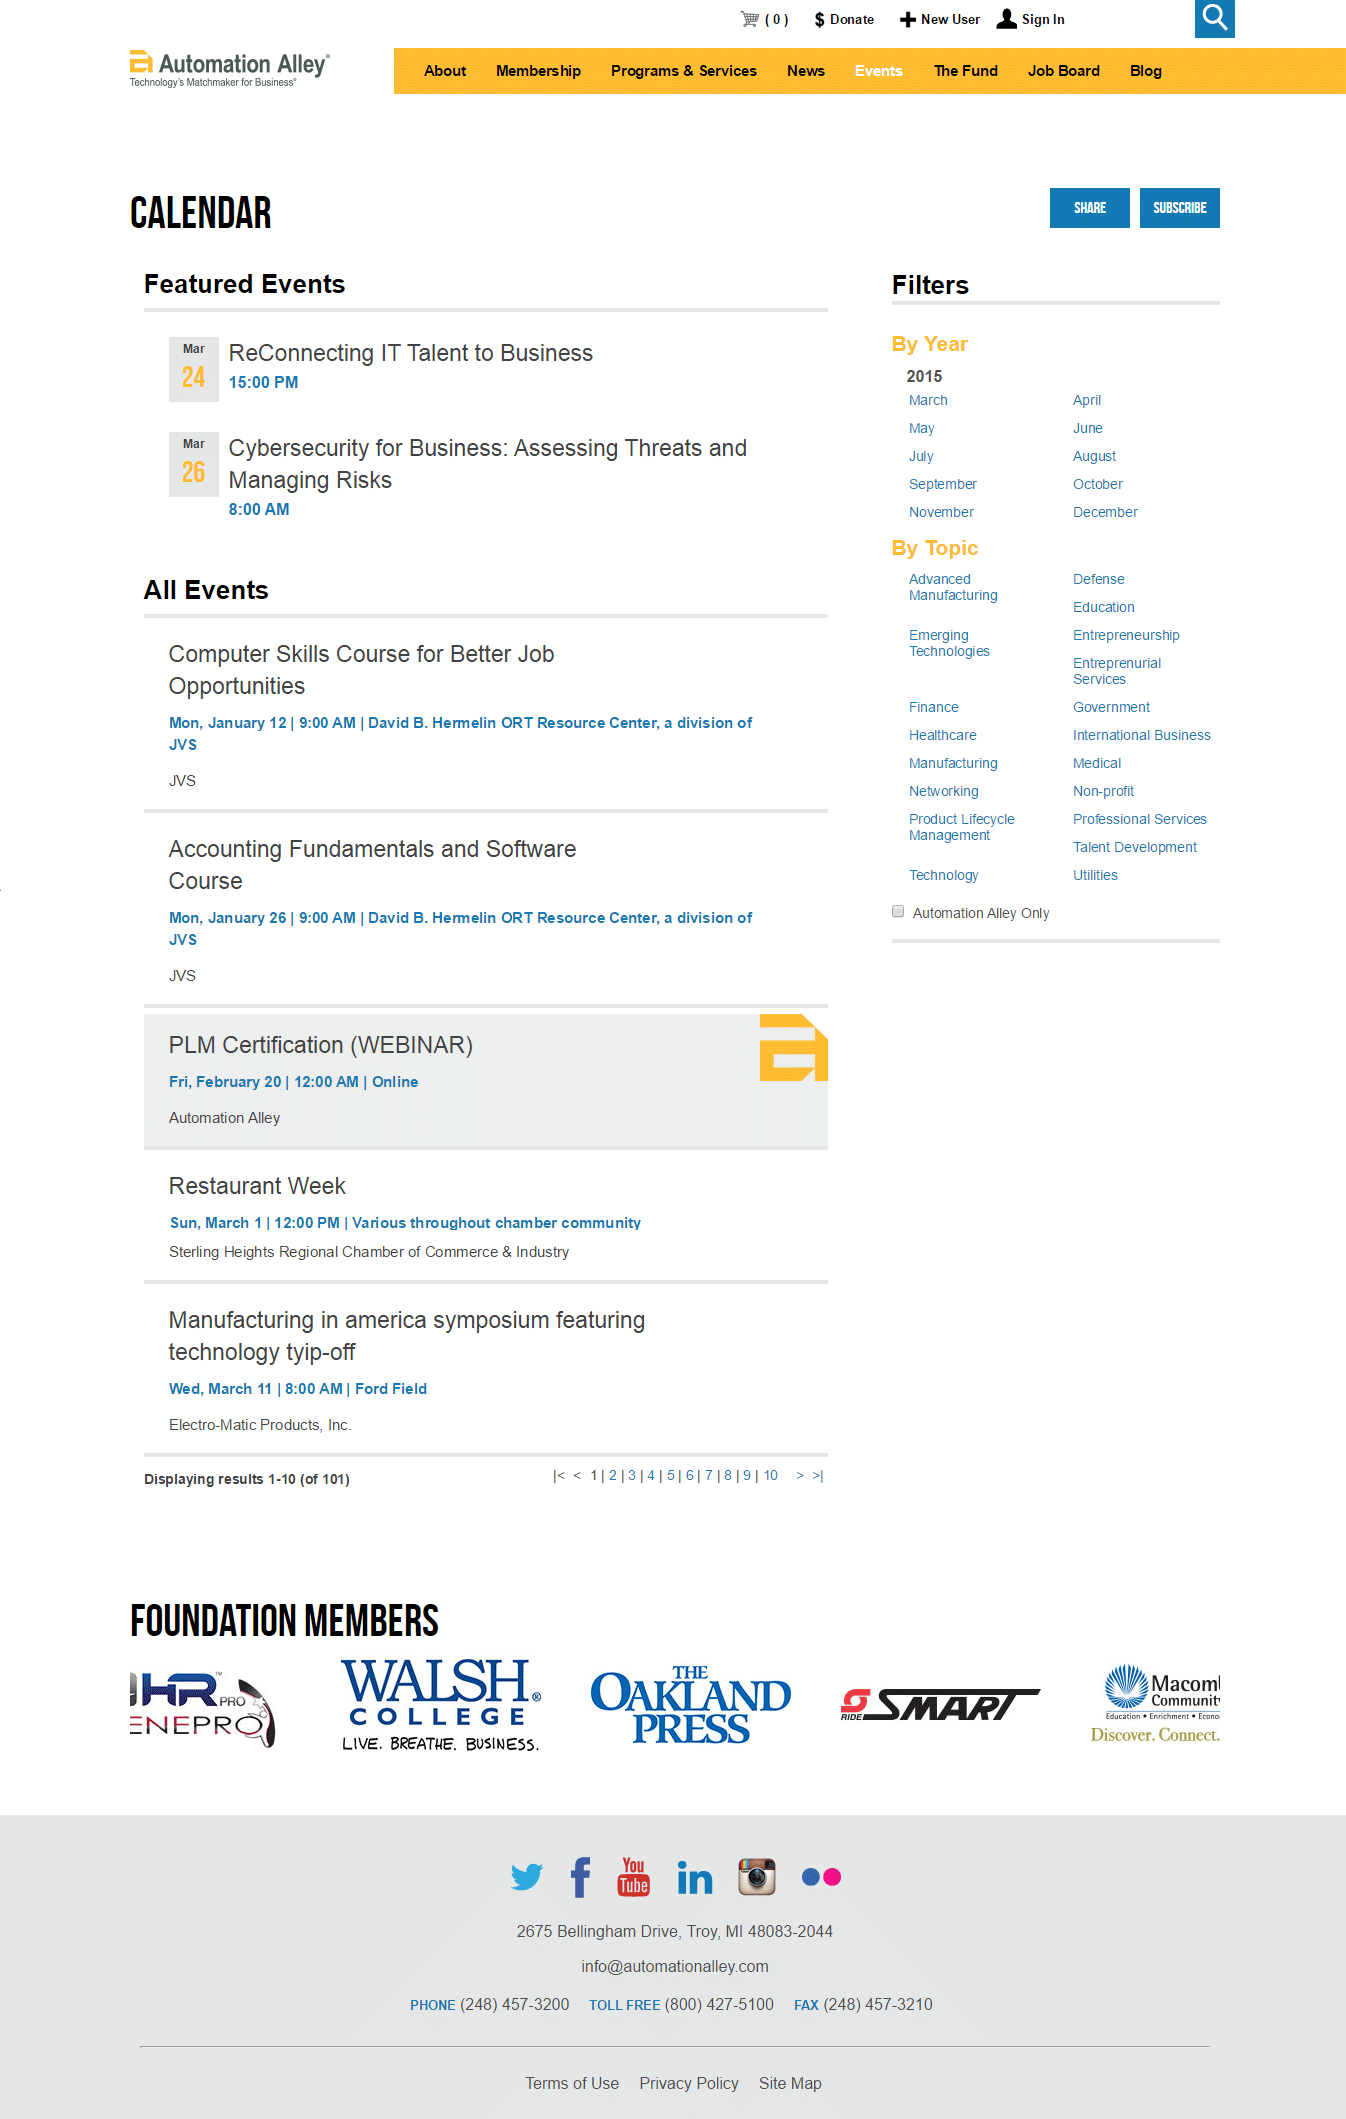 ( 0 )
$ Donate
New User
Sign In
Automation Alley®
Technology's Matchmaker for Business®
About
Membership
Programs & Services
News
Events
The Fund
Job Board
Blog
CALENDAR
SHARE
SUBSCRIBE
Featured Events
Mar
24
ReConnecting IT Talent to Business
15:00 PM
Mar
26
Cybersecurity for Business: Assessing Threats and
Managing Risks
8:00 AM
All Events
Computer Skills Course for Better Job
Opportunities
Mon, January 12 | 9:00 AM | David B. Hermelin ORT Resource Center, a division of
JVS
JVS
Accounting Fundamentals and Software
Course
Mon, January 26 | 9:00 AM | David B. Hermelin ORT Resource Center, a division of
JVS
JVS
PLM Certification (WEBINAR)
Fri, February 20 | 12:00 AM | Online
Automation Alley
Restaurant Week
Sun, March 1 | 12:00 PM | Various throughout chamber community
Sterling Heights Regional Chamber of Commerce & Industry
Manufacturing in america symposium featuring
technology tyip-off
Wed, March 11 | 8:00 AM | Ford Field
Electro-Matic Products, Inc.
Displaying results 1-10 (of 101)
|< < 1 | 2 | 3 | 4 | 5 | 6 | 7 | 8 | 9 | 10 > >|
Filters
By Year
2015
March
April
May
June
July
August
September
October
November
December
By Topic
Advanced
Manufacturing
Defense
Education
Emerging
Technologies
Entrepreneurship
Entreprenurial
Services
Finance
Government
Healthcare
International Business
Manufacturing
Medical
Networking
Non-profit
Product Lifecycle
Management
Professional Services
Talent Development
Technology
Utilities
Automation Alley Only
FOUNDATION MEMBERS
HR PRO
ENEPRO
WALSH®
COLLEGE
LIVE. BREATHE. BUSINESS.
THE
OAKLAND
PRESS
RIDE SMART
Macoml
Community
Education • Enrichment • Econo
Discover. Connect.
You
Tube
in
2675 Bellingham Drive, Troy, MI 48083-2044
info@automationalley.com
PHONE (248) 457-3200 TOLL FREE (800) 427-5100 FAX (248) 457-3210
Terms of Use
Privacy Policy
Site Map